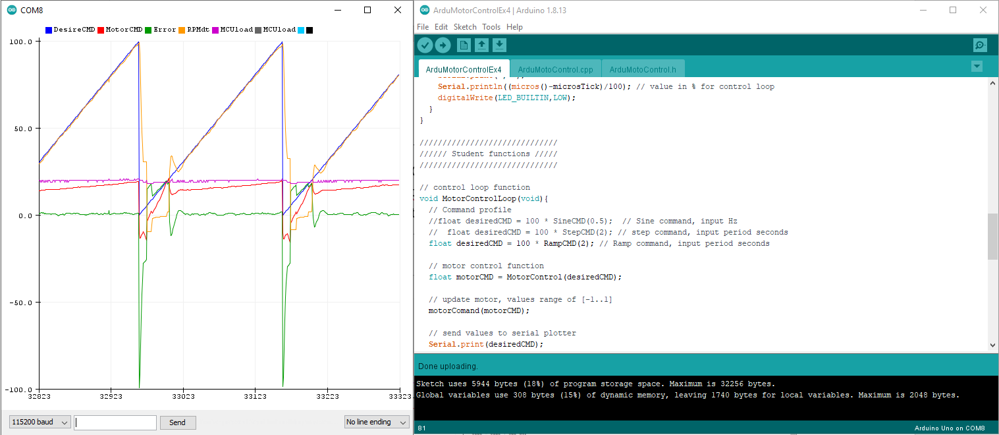 COM8
DesireCMD MotorCMD Error RPMdt MCUload MCUload
100.0
50.0
0.0
-50.0
-100.0
32823 32923 33023 33123 33223 33323
115200 baud Send No line ending
ArduMotorControlEx4 | Arduino 1.8.13
File Edit Sketch Tools Help
ArduMotorControlEx4 ArduMotoControl.cpp ArduMotoControl.h
Serial.println((micros()-microsTick)/100); // value in % for control loop
digitalWrite(LED_BUILTIN,LOW);
}
}
//////////////////////////////
////// Student functions /////
//////////////////////////////
// control loop function
void MotorControlLoop(void){
// Command profile
//float desiredCMD = 100 * SineCMD(0.5);  // Sine command, input Hz
//  float desiredCMD = 100 * StepCMD(2); // step command, input period seconds
float desiredCMD = 100 * RampCMD(2); // Ramp command, input period seconds
// motor control function
float motorCMD = MotorControl(desiredCMD);
// update motor, values range of [-1..1]
motorComand(motorCMD);
// send values to serial plotter
Serial.print(desiredCMD);
Done uploading.
Sketch uses 5944 bytes (18%) of program storage space. Maximum is 32256 bytes.
Global variables use 308 bytes (15%) of dynamic memory, leaving 1740 bytes for local variables. Maximum is 2048 bytes.
81 Arduino Uno on COM8